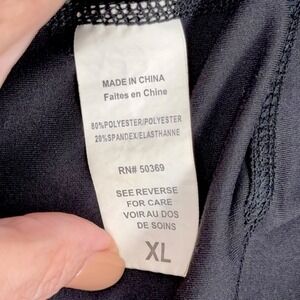 MADE IN CHINA
Faites en Chine
80%POLYESTER/POLYESTER
20%SPANDEX/ELASTHANNE
RN# 50369
SEE REVERSE
FOR CARE
VOIR AU DOS
DE SOINS
XL